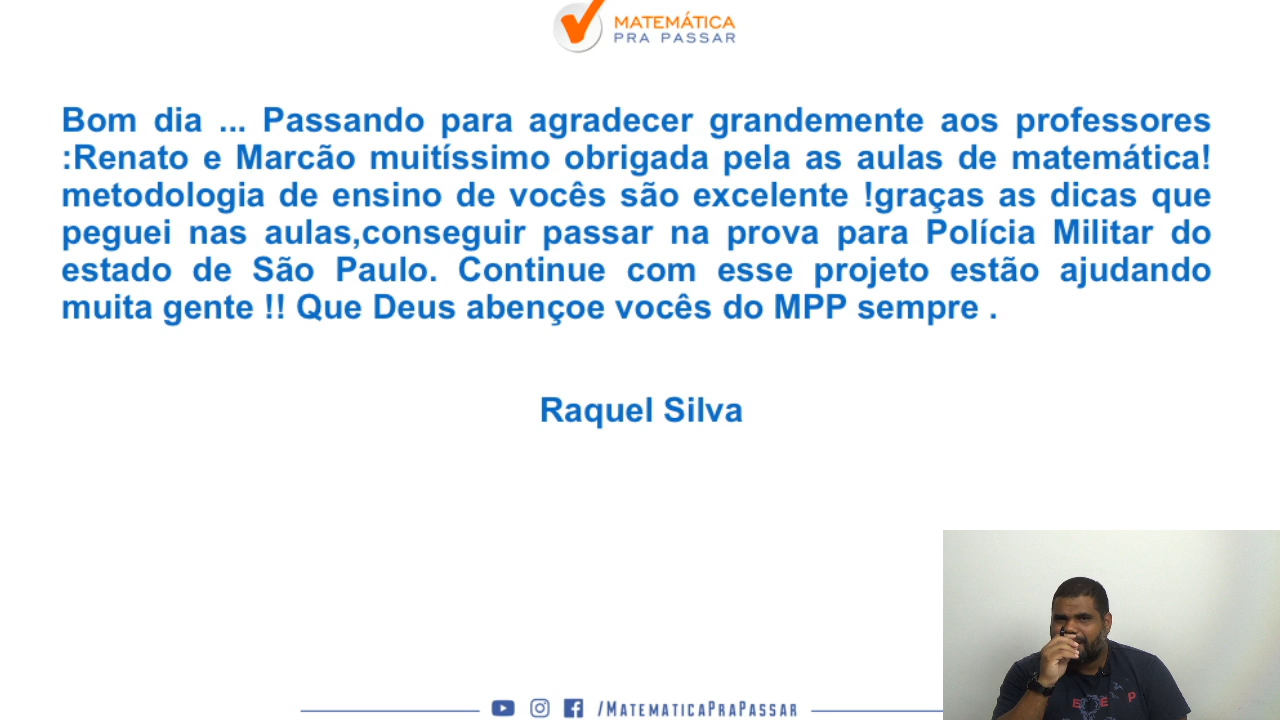 MATEMÁTICA
PRA PASSAR
Bom dia ... Passando para agradecer grandemente aos professores
:Renato e Marcão muitíssimo obrigada pela as aulas de matemática!
metodologia de ensino de vocês são excelente !graças as dicas que
peguei nas aulas,conseguir passar na prova para Polícia Militar do
estado de São Paulo. Continue com esse projeto estão ajudando
muita gente !! Que Deus abençoe vocês do MPP sempre .
Raquel Silva
/MATEMATICAPRAPASSAR